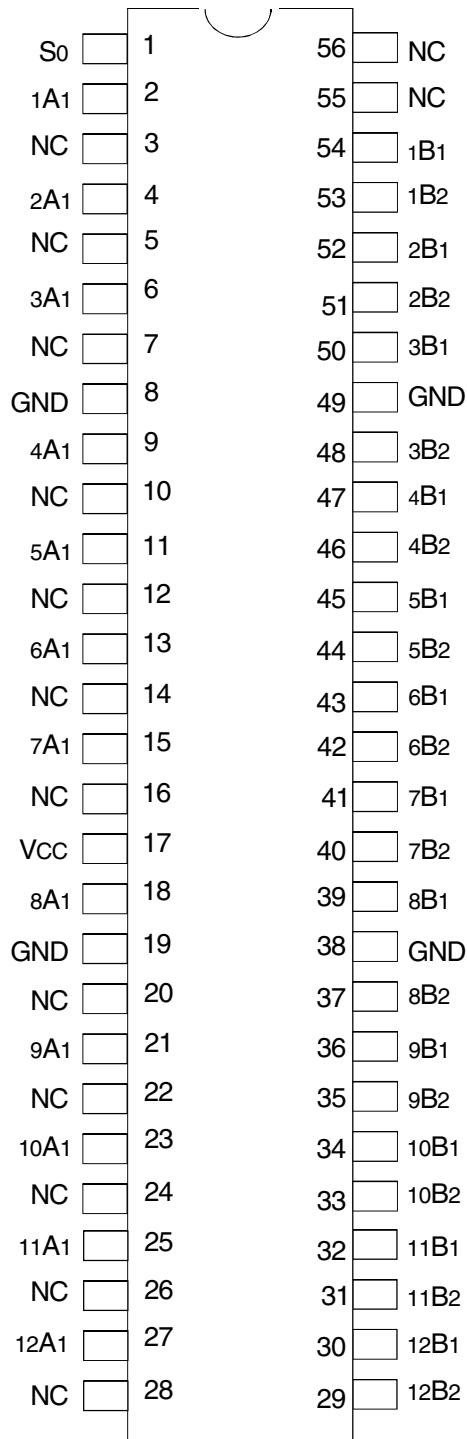 S0 1 56 NC
1A1 2 55 NC
NC 3 54 1B1
2A1 4 53 1B2
NC 5 52 2B1
3A1 6 51 2B2
NC 7 50 3B1
GND 8 49 GND
4A1 9 48 3B2
NC 10 47 4B1
5A1 11 46 4B2
NC 12 45 5B1
6A1 13 44 5B2
NC 14 43 6B1
7A1 15 42 6B2
NC 16 41 7B1
VCC 17 40 7B2
8A1 18 39 8B1
GND 19 38 GND
NC 20 37 8B2
9A1 21 36 9B1
NC 22 35 9B2
10A1 23 34 10B1
NC 24 33 10B2
11A1 25 32 11B1
NC 26 31 11B2
12A1 27 30 12B1
NC 28 29 12B2